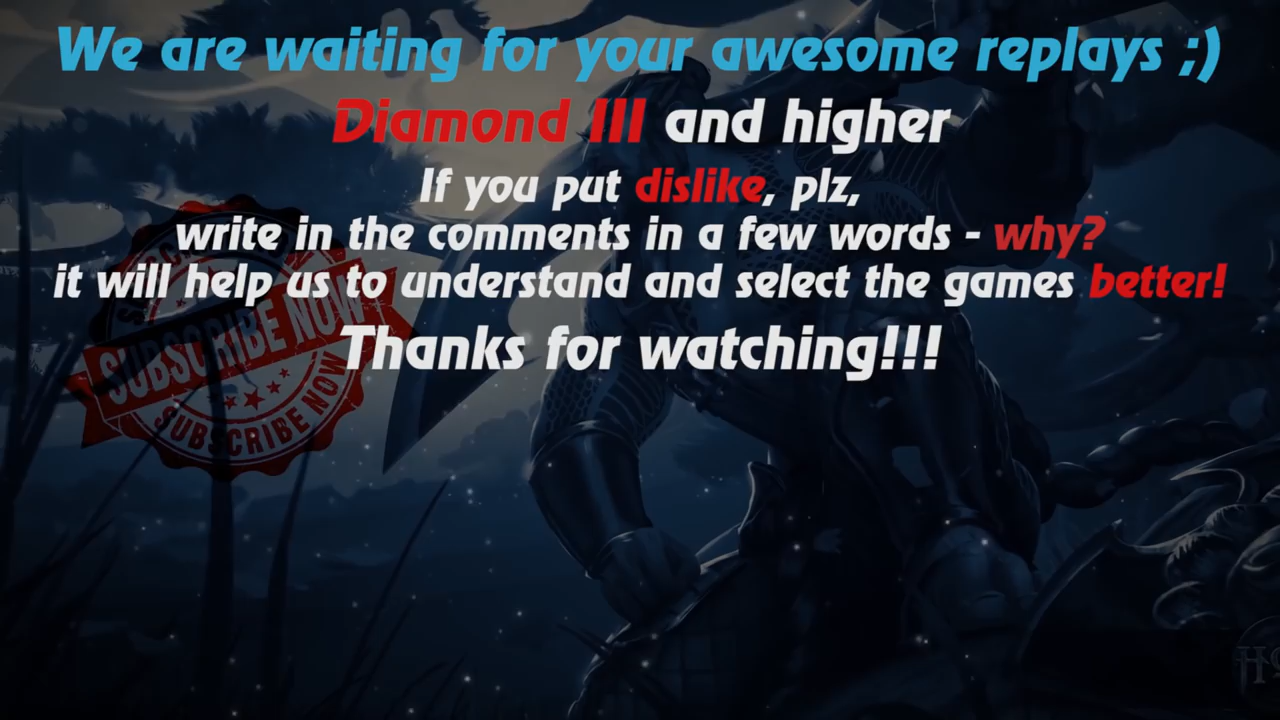 We are waiting for your awesome replays ;)
Diamond III and higher
If you put dislike, plz,
write in the comments in a few words - why?
it will help us to understand and select the games better!
Thanks for watching!!!
SUBSCRIBE NOW
SUBSCRIBE NOW